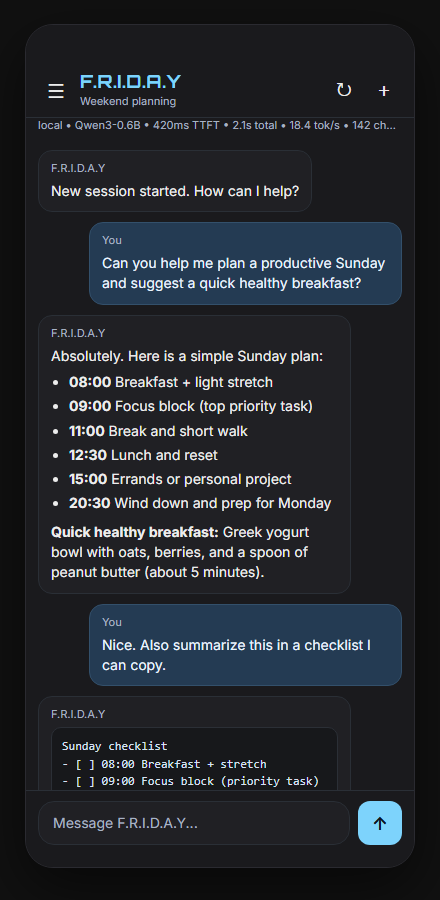 F.R.I.D.A.Y
Weekend planning
local • Qwen3-0.6B • 420ms TTFT • 2.1s total • 18.4 tok/s • 142 ch...
F.R.I.D.A.Y
New session started. How can I help?
You
Can you help me plan a productive Sunday
and suggest a quick healthy breakfast?
F.R.I.D.A.Y
Absolutely. Here is a simple Sunday plan:
• 08:00 Breakfast + light stretch
• 09:00 Focus block (top priority task)
• 11:00 Break and short walk
• 12:30 Lunch and reset
• 15:00 Errands or personal project
• 20:30 Wind down and prep for Monday
Quick healthy breakfast: Greek yogurt
bowl with oats, berries, and a spoon of
peanut butter (about 5 minutes).
You
Nice. Also summarize this in a checklist I
can copy.
F.R.I.D.A.Y
Sunday checklist
- [ ] 08:00 Breakfast + stretch
- [ ] 09:00 Focus block (priority task)
Message F.R.I.D.A.Y...